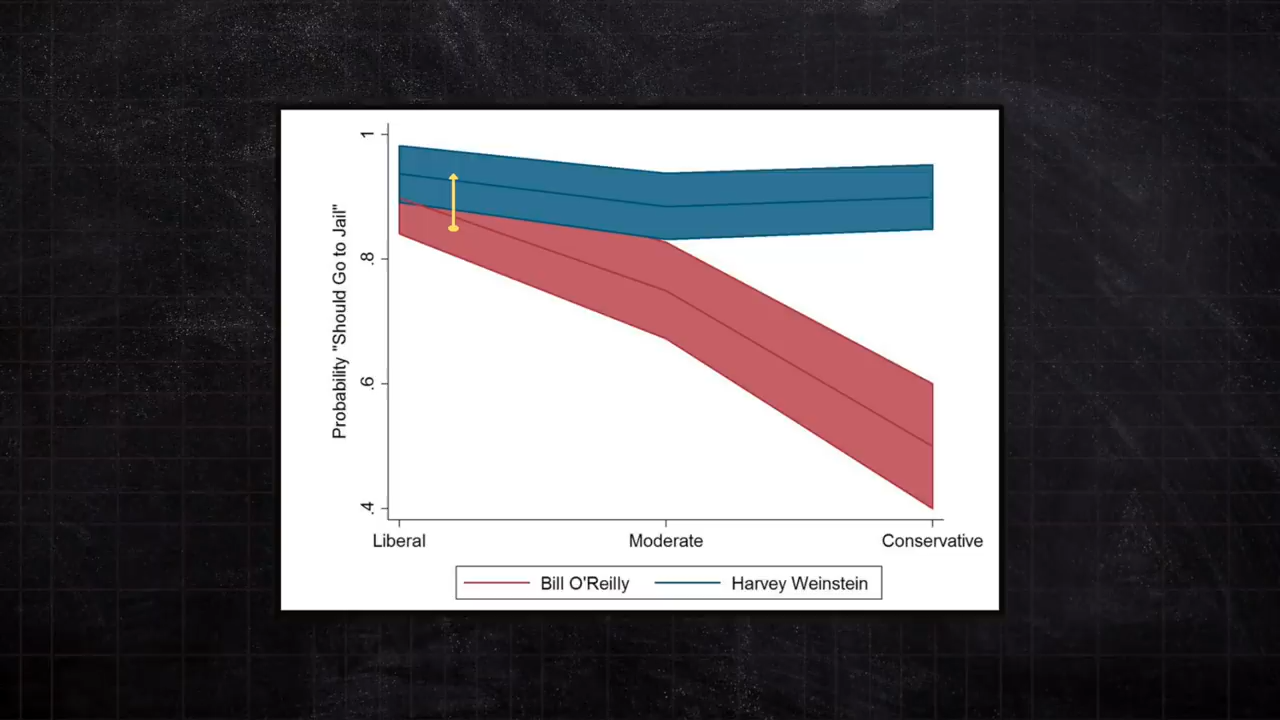 Probability "Should Go to Jail"
1
.8
.6
.4
Liberal Moderate Conservative
Bill O'Reilly Harvey Weinstein